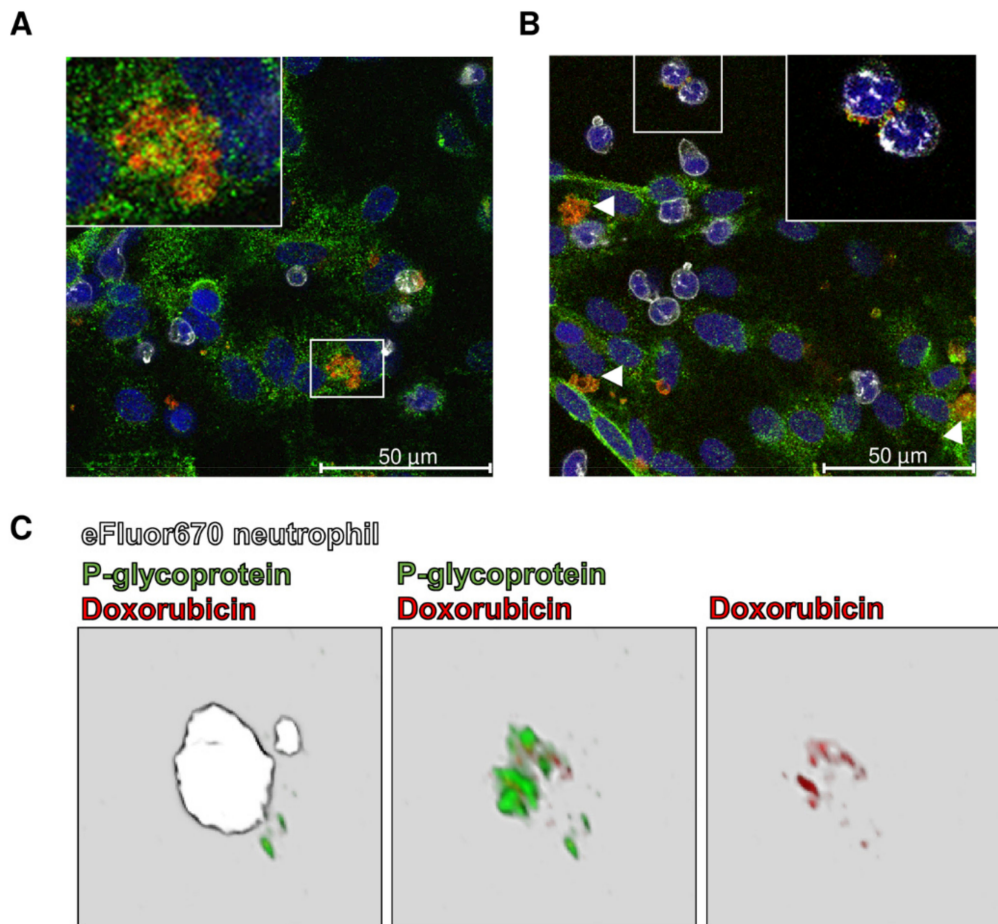 A
B
50 µm
50 µm
C
eFluor670 neutrophil
P-glycoprotein
Doxorubicin
P-glycoprotein
Doxorubicin
Doxorubicin